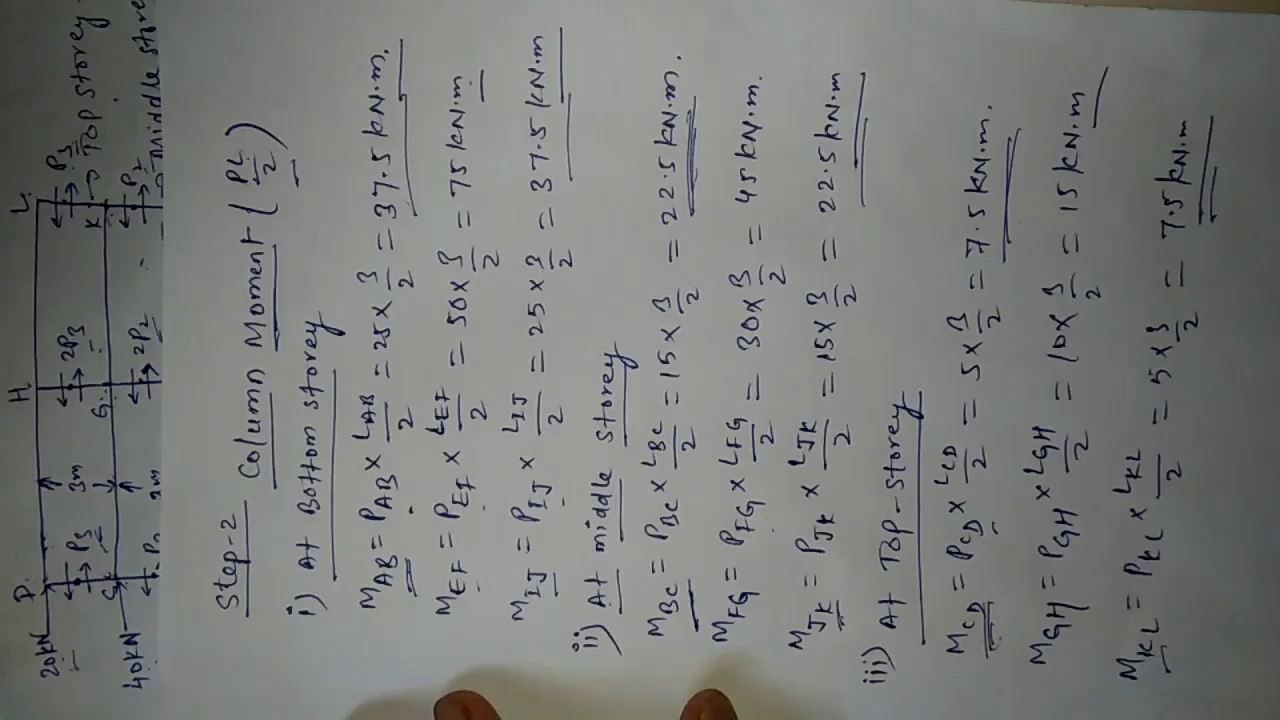 20kN D H L
P3 2P3 P3
3m K → Top storey
C G
40kN
P2 2P2 P2 → middle
3m
Step-2 Column Moment (PL/2)
i) At Bottom storey
MAB = PAB × LAB/2 = 25 × 3/2 = 37.5 kN.m.
MEF = PEF × LEF/2 = 50 × 3/2 = 75 kN.m
MIJ = PIJ × LIJ/2 = 25 × 3/2 = 37.5 kN.m
ii) At middle storey
MBC = PBC × LBC/2 = 15 × 3/2 = 22.5 kN.m.
MFG = PFG × LFG/2 = 30 × 3/2 = 45 kN.m.
MJK = PJK × LJK/2 = 15 × 3/2 = 22.5 kN.m
iii) At Top-storey
MCD = PCD × LCD/2 = 5 × 3/2 = 7.5 kN.m.
MGH = PGH × LGH/2 = 10 × 3/2 = 15 kN.m
MKL = PKL × LKL/2 = 5 × 3/2 = 7.5 kN.m